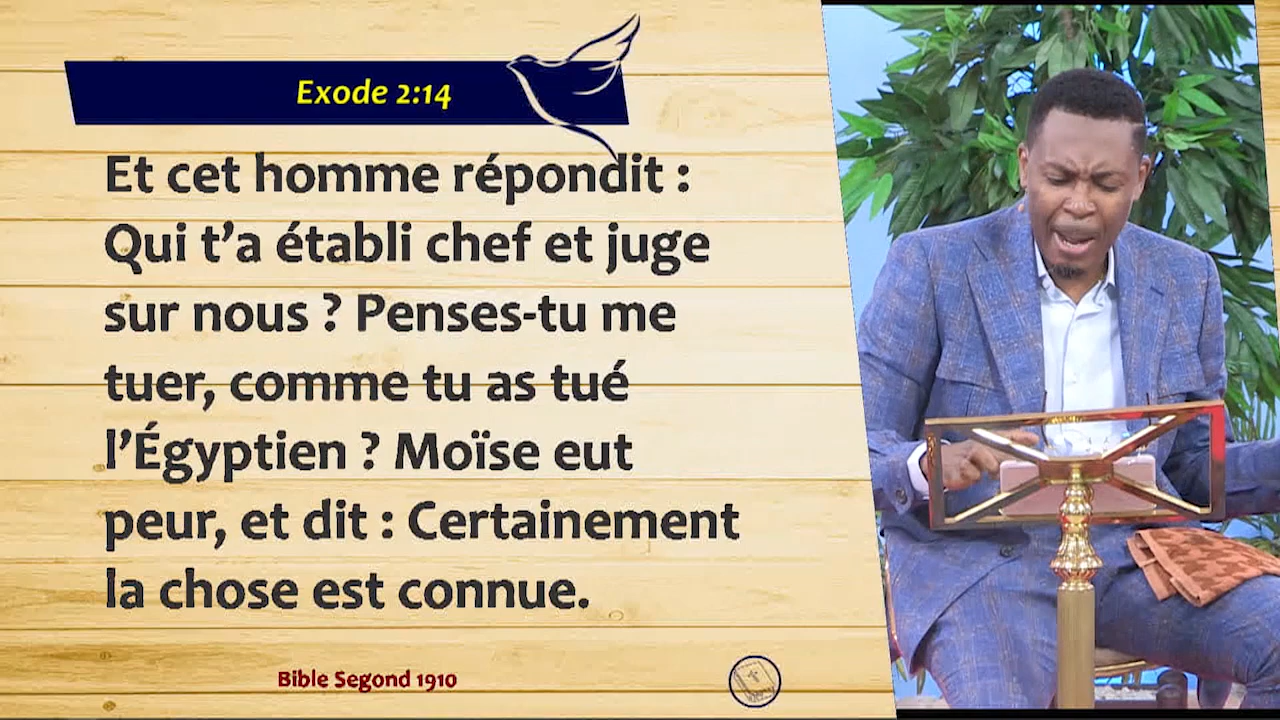 Exode 2:14
Et cet homme répondit :
Qui t’a établi chef et juge
sur nous ? Penses-tu me
tuer, comme tu as tué
l’Égyptien ? Moïse eut
peur, et dit : Certainement
la chose est connue.
Bible Segond 1910